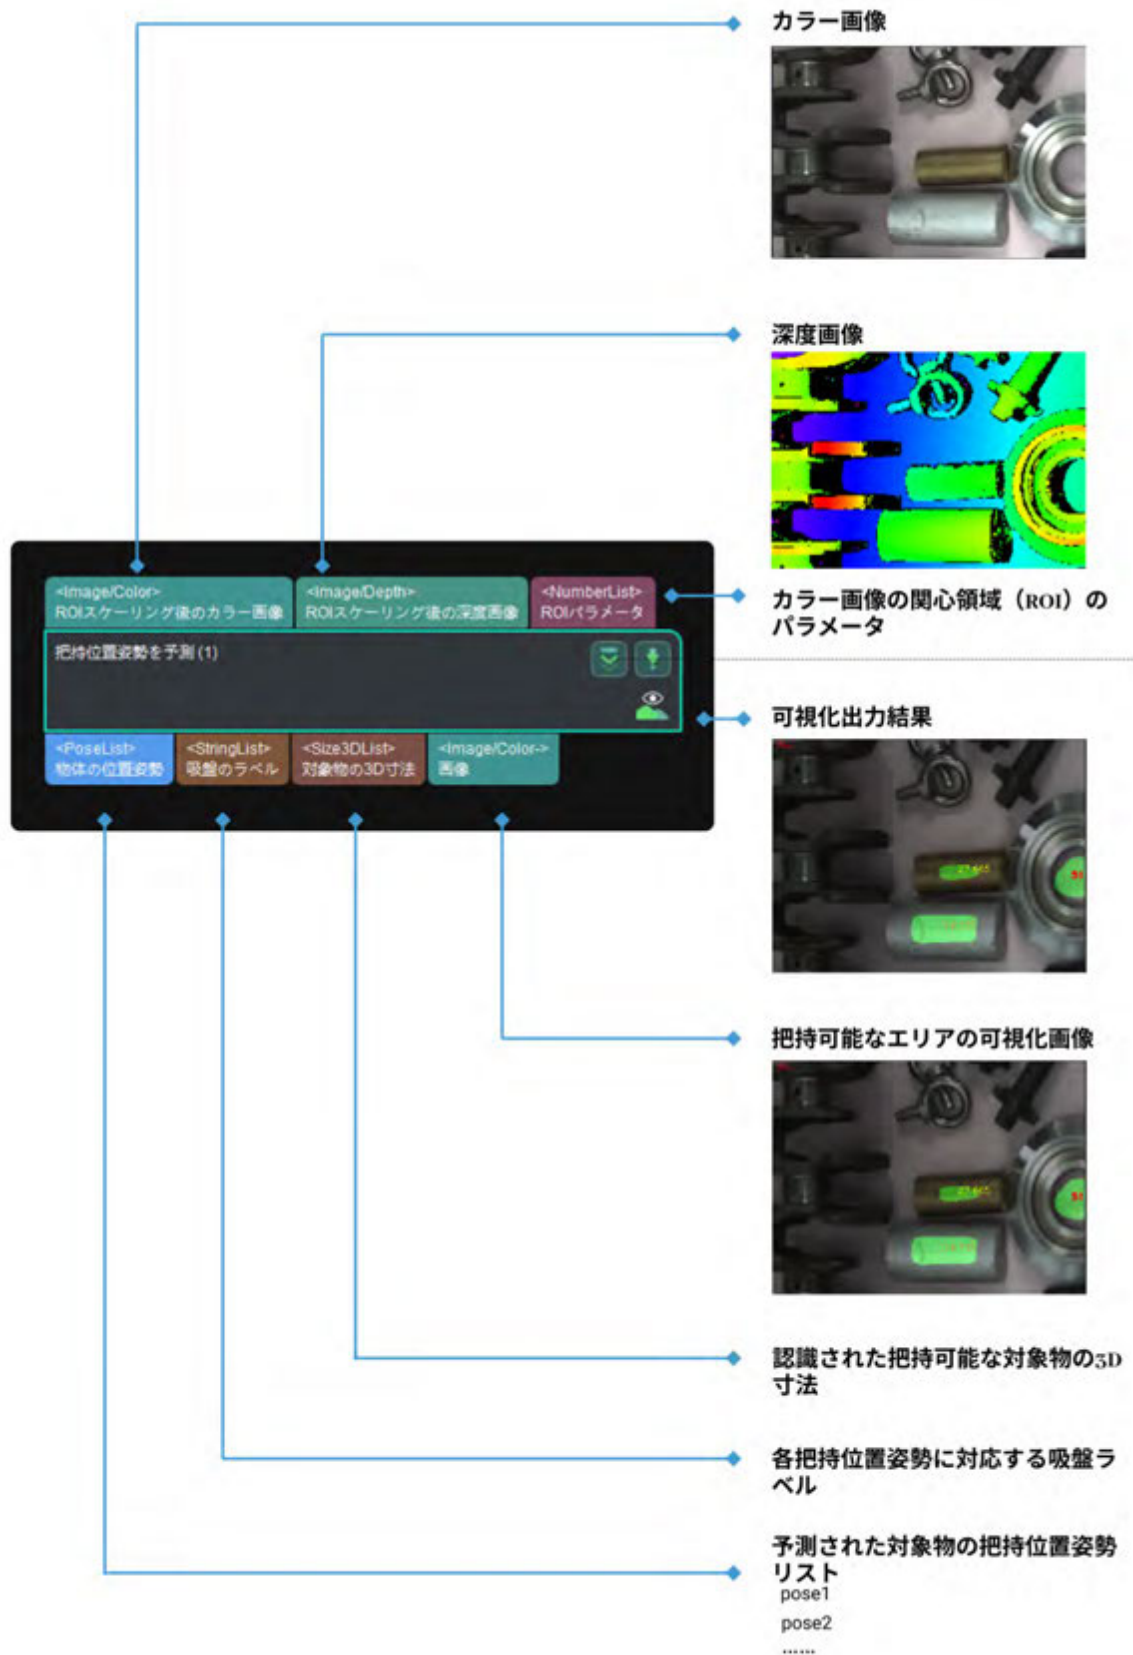 カラー画像
深度画像
<Image/Color>
ROIスケーリング後のカラー画像
<Image/Depth>
ROIスケーリング後の深度画像
<NumberList>
ROIパラメータ
カラー画像の関心領域（ROI）の
パラメータ
把持位置姿勢を予測 (1)
可視化出力結果
<PoseList>
物体の位置姿勢
<StringList>
吸盤のラベル
<Size3DList>
対象物の3D寸法
<Image/Color->
画像
把持可能なエリアの可視化画像
認識された把持可能な対象物の3D
寸法
各把持位置姿勢に対応する吸盤ラ
ベル
予測された対象物の把持位置姿勢
リスト
pose1
pose2
......